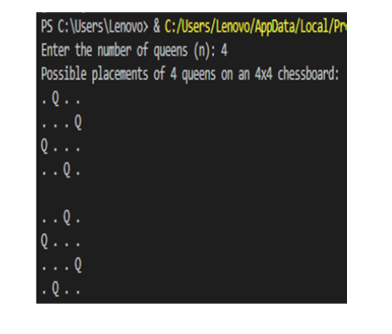 PS C:\Users\Lenovo> & C:/Users/Lenovo/AppData/Local/Pr
Enter the number of queens (n): 4
Possible placements of 4 queens on an 4x4 chessboard:
. Q . .
. . . Q
Q . . .
. . Q .

. . Q .
Q . . .
. . . Q
. Q . .